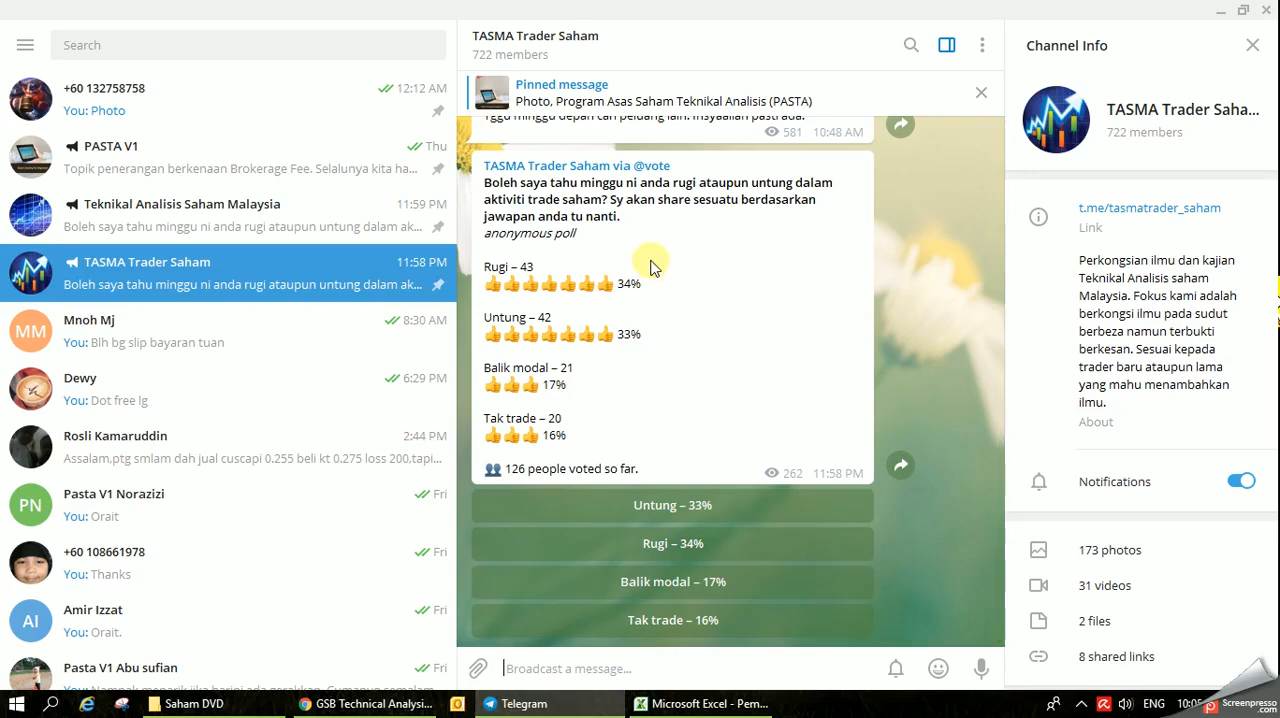 Search
+60 132758758
12:12 AM
You: Photo
PASTA V1
Thu
Topik penerangan berkenaan Brokerage Fee. Selalunya kita ha...
Teknikal Analisis Saham Malaysia
11:59 PM
Boleh saya tahu minggu ni anda rugi ataupun untung dalam ak...
TASMA Trader Saham
11:58 PM
Boleh saya tahu minggu ni anda rugi ataupun untung dalam ak...
MM
Mnoh Mj
8:30 AM
You: Blh bg slip bayaran tuan
Dewy
6:29 PM
You: Dot free lg
Rosli Kamaruddin
2:44 PM
Assalam,ptg smlam dah jual cuscapi 0.255 beli kt 0.275 loss 200,tapi...
PN
Pasta V1 Norazizi
Fri
You: Orait
+60 108661978
Fri
You: Thanks
AI
Amir Izzat
Fri
You: Orait.
Pasta V1 Abu sufian
Fri
TASMA Trader Saham
722 members
Pinned message
Photo, Program Asas Saham Teknikal Analisis (PASTA)
581 10:48 AM
TASMA Trader Saham via @vote
Boleh saya tahu minggu ni anda rugi ataupun untung dalam
aktiviti trade saham? Sy akan share sesuatu berdasarkan
jawapan anda tu nanti.
anonymous poll
Rugi – 43
👍👍👍👍👍👍👍 34%
Untung – 42
👍👍👍👍👍👍👍 33%
Balik modal – 21
👍👍👍 17%
Tak trade – 20
👍👍👍 16%
👥 126 people voted so far.
262 11:58 PM
Untung – 33%
Rugi – 34%
Balik modal – 17%
Tak trade – 16%
Broadcast a message...
Channel Info
TASMA Trader Saha...
722 members
t.me/tasmatrader_saham
Link
Perkongsian ilmu dan kajian
Teknikal Analisis saham
Malaysia. Fokus kami adalah
berkongsi ilmu pada sudut
berbeza namun terbukti
berkesan. Sesuai kepada
trader baru ataupun lama
yang mahu menambahkan
ilmu.
About
Notifications
173 photos
31 videos
2 files
8 shared links
Saham DVD
GSB Technical Analysi...
Telegram
Microsoft Excel - Pem...
ENG
Screenpresso
.com